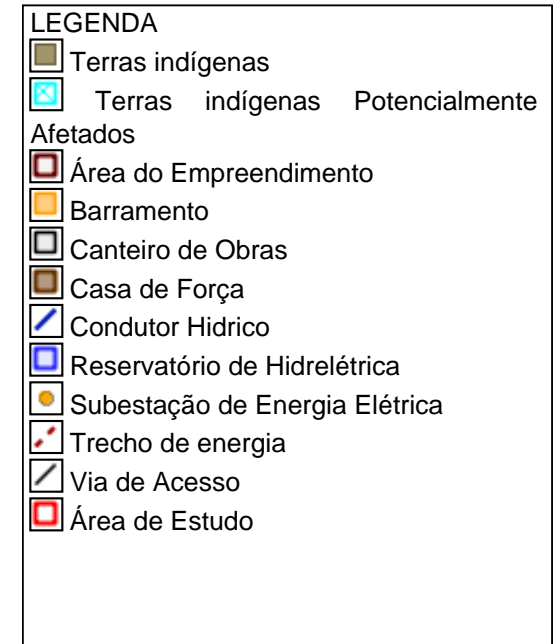 LEGENDA
Terras indígenas
Terras indígenas Potencialmente
Afetados
Área do Empreendimento
Barramento
Canteiro de Obras
Casa de Força
Condutor Hidrico
Reservatório de Hidrelétrica
Subestação de Energia Elétrica
Trecho de energia
Via de Acesso
Área de Estudo